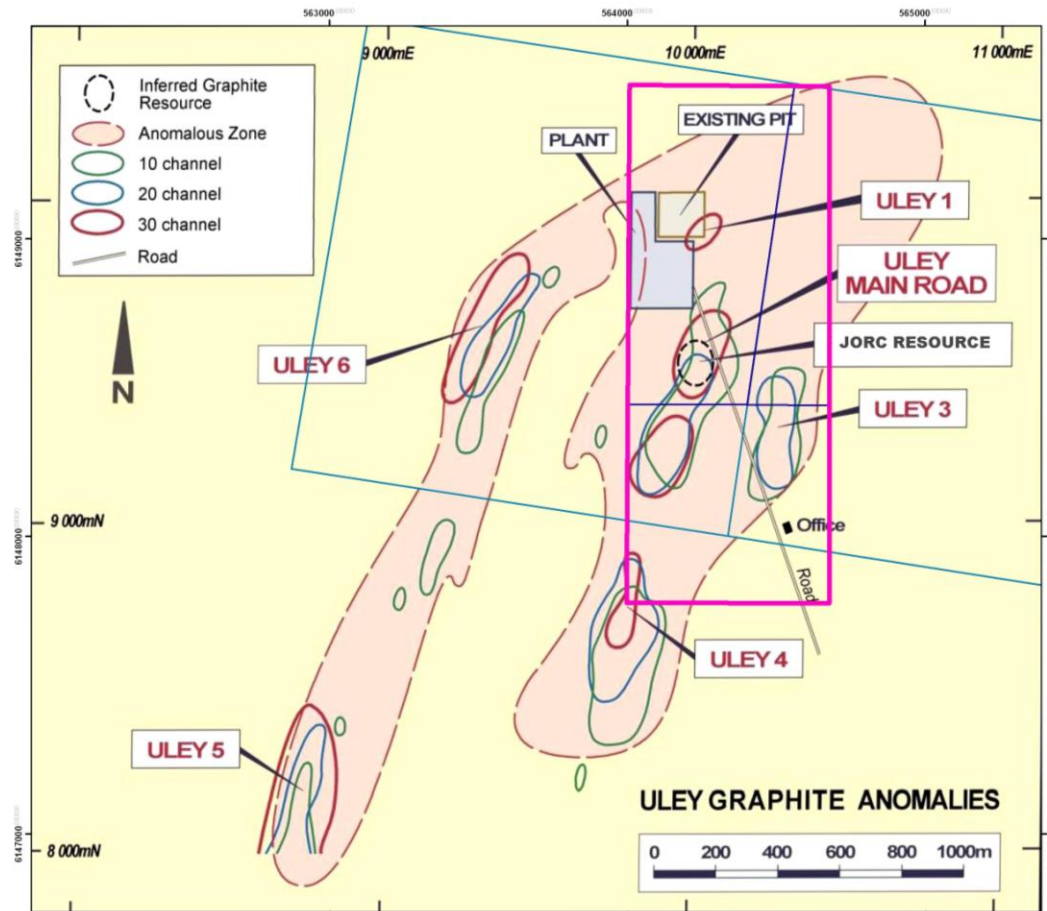 563000
564000
565000
9 000mE
10 000mE
11 000mE
Inferred Graphite
Resource
Anomalous Zone
10 channel
20 channel
30 channel
Road
EXISTING PIT
PLANT
ULEY 1
ULEY
MAIN ROAD
JORC RESOURCE
ULEY 6
ULEY 3
N
6149000
9 000mN
6148000
Office
Road
ULEY 4
ULEY 5
ULEY GRAPHITE ANOMALIES
6147000
8 000mN
0 200 400 600 800 1000m